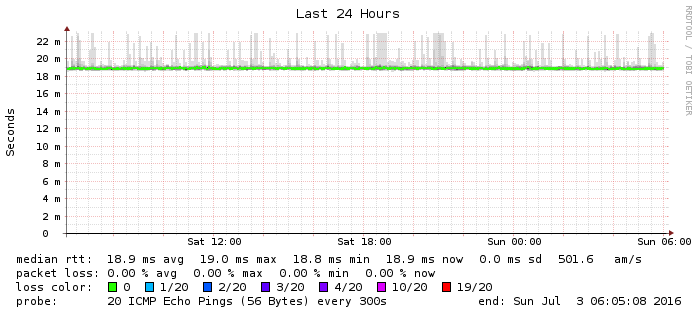 Last 24 Hours
RRDTOOL / TOBI OETIKER
Seconds
22 m
20 m
18 m
16 m
14 m
12 m
10 m
8 m
6 m
4 m
2 m
0
Sat 12:00 Sat 18:00 Sun 00:00 Sun 06:00
median rtt: 18.9 ms avg 19.0 ms max 18.8 ms min 18.9 ms now 0.0 ms sd 501.6 am/s
packet loss: 0.00 % avg 0.00 % max 0.00 % min 0.00 % now
loss color: 0 1/20 2/20 3/20 4/20 10/20 19/20
probe: 20 ICMP Echo Pings (56 Bytes) every 300s end: Sun Jul 3 06:05:08 2016